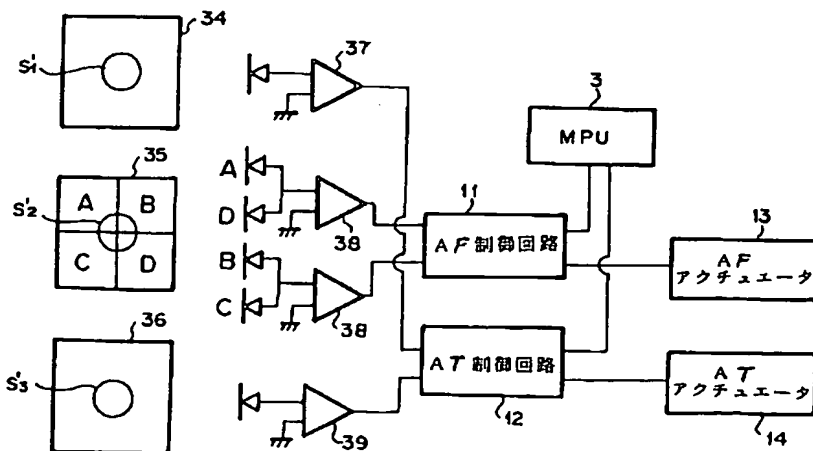 34
S'1
37
3
MPU
35
A B
C D
S'2
A
D
38
B
C
38
11
AF制御回路
13
AF
アクチュエータ
36
S'3
39
AT制御回路
12
AT
アクチュエータ
14